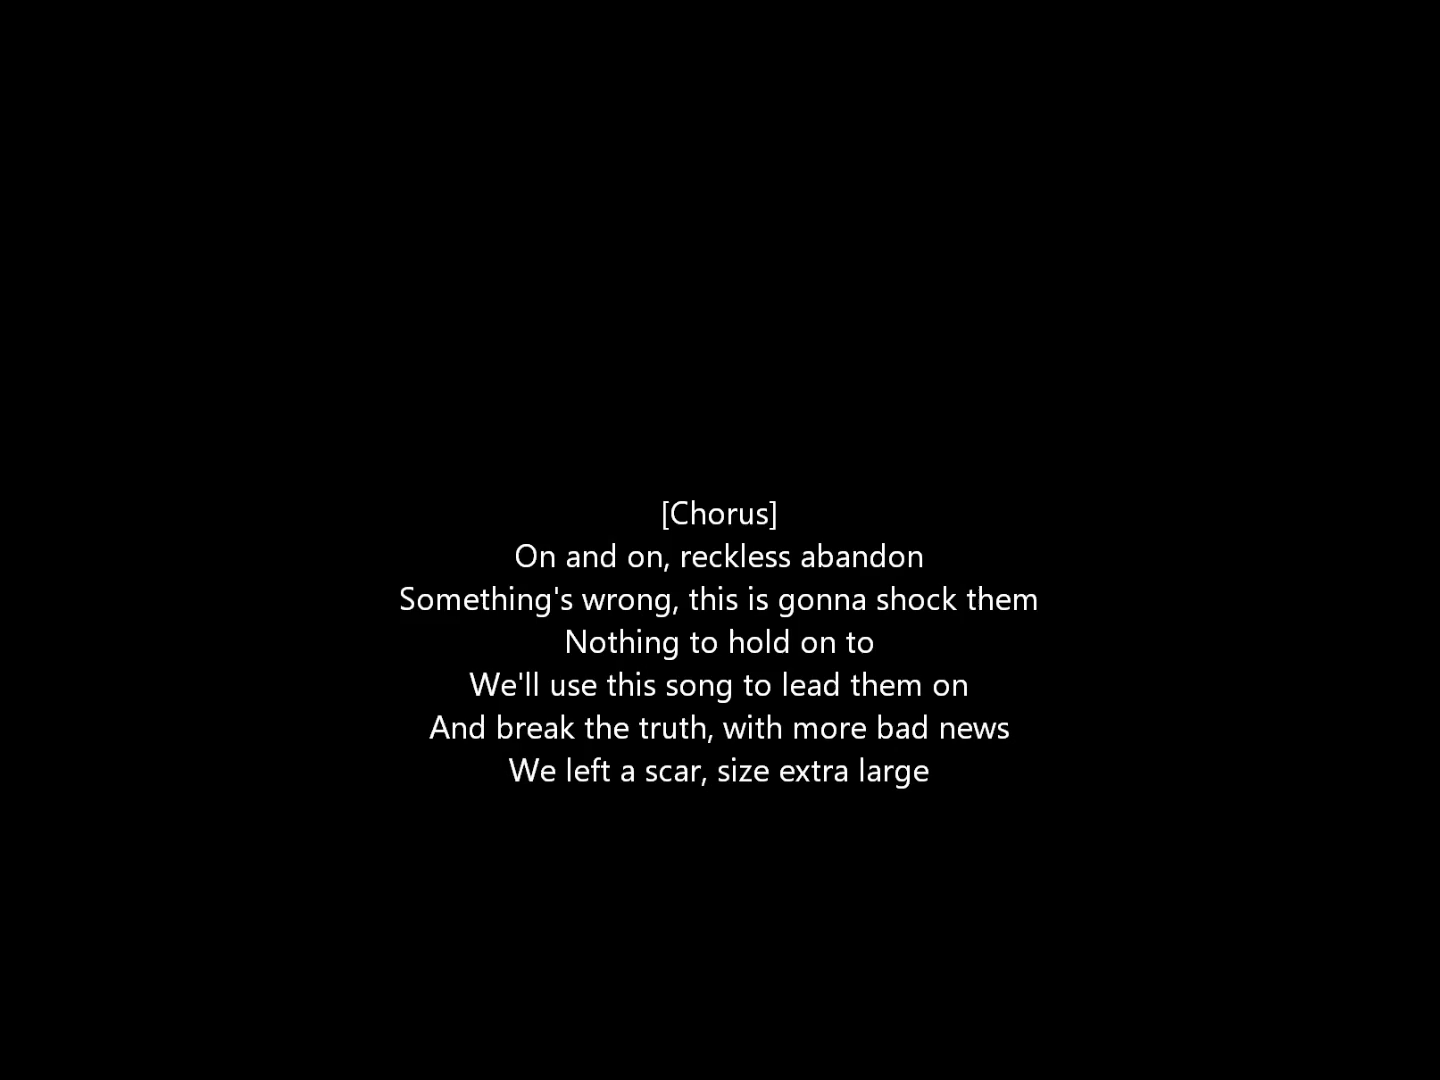 [Chorus]
On and on, reckless abandon
Something's wrong, this is gonna shock them
Nothing to hold on to
We'll use this song to lead them on
And break the truth, with more bad news
We left a scar, size extra large